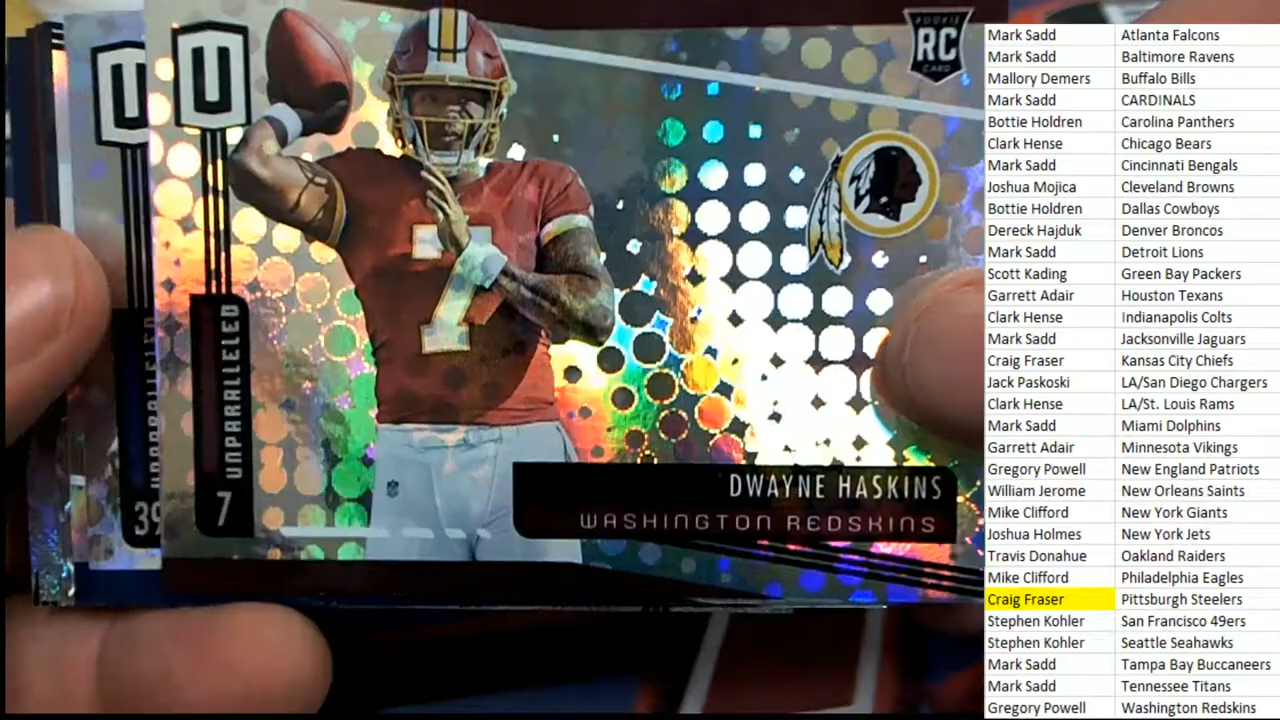 ROOKIE
RC
CARD
U
U
7
UNPARALLELED
UNPARALLELED
7
39
DWAYNE HASKINS
WASHINGTON REDSKINS
Mark Sadd Atlanta Falcons
Mark Sadd Baltimore Ravens
Mallory Demers Buffalo Bills
Mark Sadd CARDINALS
Bottie Holdren Carolina Panthers
Clark Hense Chicago Bears
Mark Sadd Cincinnati Bengals
Joshua Mojica Cleveland Browns
Bottie Holdren Dallas Cowboys
Dereck Hajduk Denver Broncos
Mark Sadd Detroit Lions
Scott Kading Green Bay Packers
Garrett Adair Houston Texans
Clark Hense Indianapolis Colts
Mark Sadd Jacksonville Jaguars
Craig Fraser Kansas City Chiefs
Jack Paskoski LA/San Diego Chargers
Clark Hense LA/St. Louis Rams
Mark Sadd Miami Dolphins
Garrett Adair Minnesota Vikings
Gregory Powell New England Patriots
William Jerome New Orleans Saints
Mike Clifford New York Giants
Joshua Holmes New York Jets
Travis Donahue Oakland Raiders
Mike Clifford Philadelphia Eagles
Craig Fraser Pittsburgh Steelers
Stephen Kohler San Francisco 49ers
Stephen Kohler Seattle Seahawks
Mark Sadd Tampa Bay Buccaneers
Mark Sadd Tennessee Titans
Gregory Powell Washington Redskins